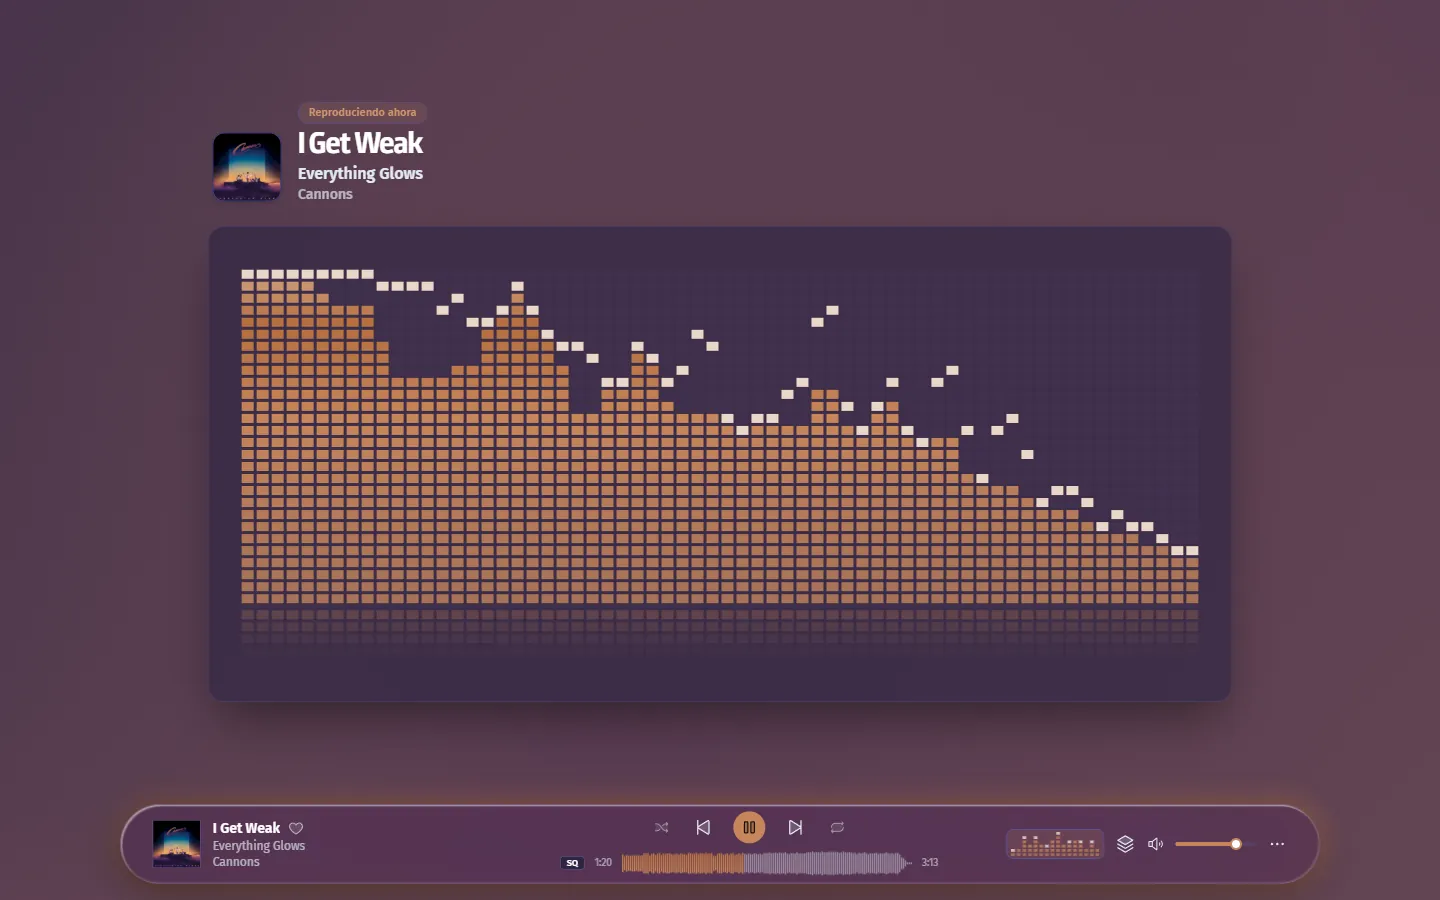 Reproduciendo ahora
I Get Weak
Everything Glows
Cannons
I Get Weak
Everything Glows
Cannons
SQ
1:20
3:13